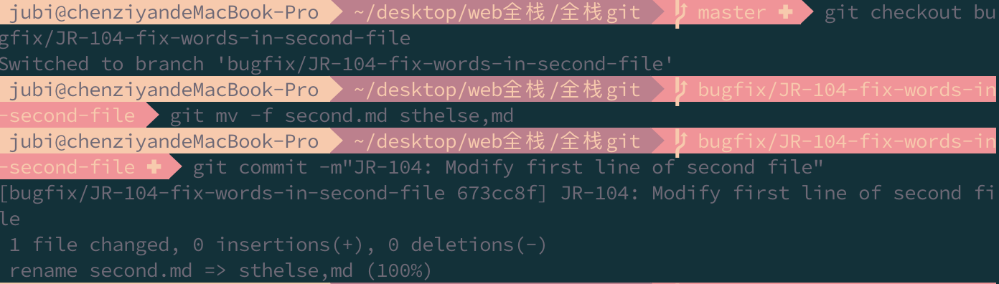 jubi@chenziyandeMacBook-Pro ~/desktop/web全栈/全栈git master ✚ git checkout bu
gfix/JR-104-fix-words-in-second-file
Switched to branch 'bugfix/JR-104-fix-words-in-second-file'
jubi@chenziyandeMacBook-Pro ~/desktop/web全栈/全栈git bugfix/JR-104-fix-words-in
-second-file git mv -f second.md sthelse,md
jubi@chenziyandeMacBook-Pro ~/desktop/web全栈/全栈git bugfix/JR-104-fix-words-in
-second-file ✚ git commit -m"JR-104: Modify first line of second file"
[bugfix/JR-104-fix-words-in-second-file 673cc8f] JR-104: Modify first line of second fi
le
1 file changed, 0 insertions(+), 0 deletions(-)
rename second.md => sthelse,md (100%)